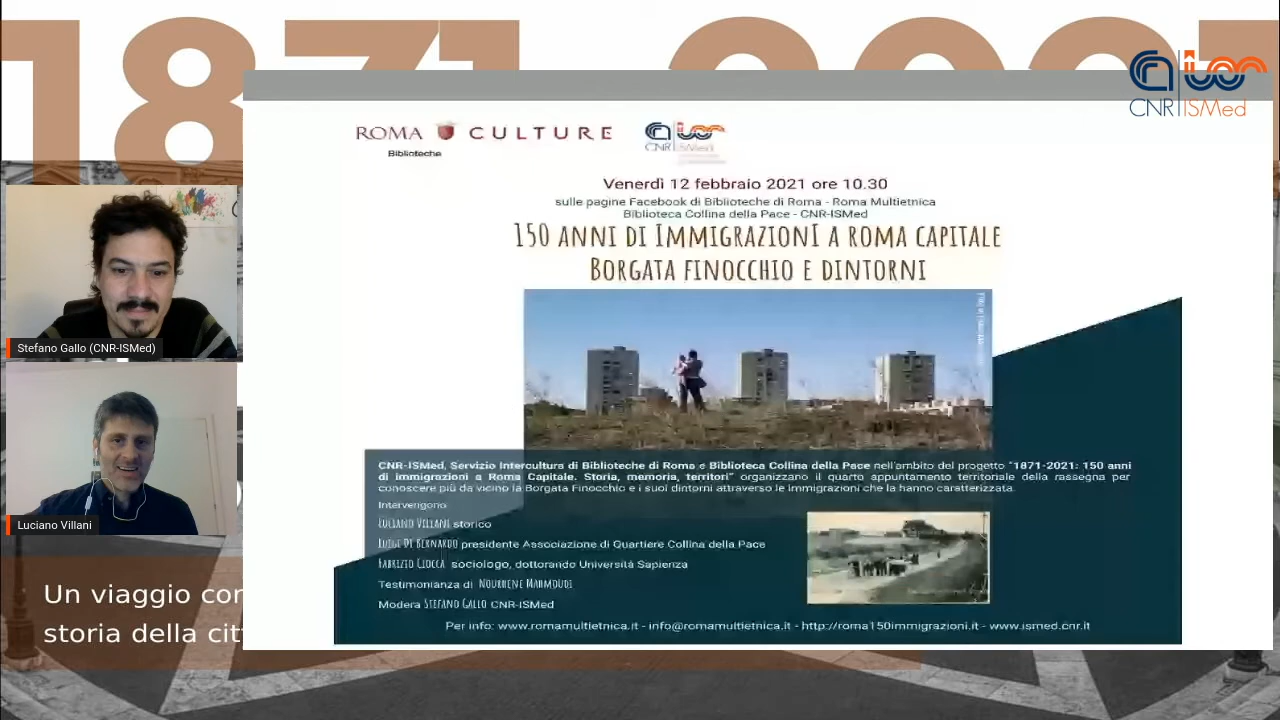 1871 2021
CNR ISMed
ROMA CULTURE
Biblioteche
CNR ISMed
Venerdì 12 febbraio 2021 ore 10.30
sulle pagine Facebook di Biblioteche di Roma - Roma Multietnica
Biblioteca Collina della Pace - CNR-ISMed
150 ANNI DI IMMIGRAZIONI A ROMA CAPITALE
BORGATA FINOCCHIO E DINTORNI
CNR-ISMed, Servizio Intercultura di Biblioteche di Roma e Biblioteca Collina della Pace nell'ambito del progetto "1871-2021: 150 anni
di immigrazioni a Roma Capitale. Storia, memoria, territori" organizzano il quarto appuntamento territoriale della rassegna per
conoscere più da vicino la Borgata Finocchio e i suoi dintorni attraverso le immigrazioni che la hanno caratterizzata.
Intervengono
LUCIANO VILLANI storico
LUIGI DI BERNARDO presidente Associazione di Quartiere Collina della Pace
FABRIZIO CIOCCA sociologo, dottorando Università Sapienza
Testimonianza di NOURHENE MAHMOUDI
Modera STEFANO GALLO CNR-ISMed
Per info: www.romamultietnica.it - info@romamultietnica.it - http://roma150immigrazioni.it - www.ismed.cnr.it
Stefano Gallo (CNR-ISMed)
Luciano Villani
Un viaggio con
storia della citt